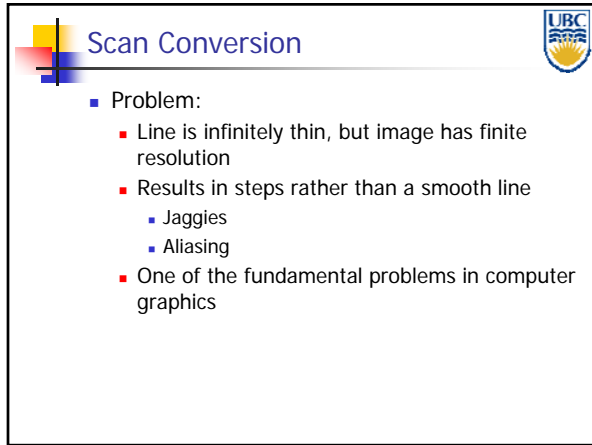 Scan Conversion
UBC
Problem:
Line is infinitely thin, but image has finite
resolution
Results in steps rather than a smooth line
Jaggies
Aliasing
One of the fundamental problems in computer
graphics